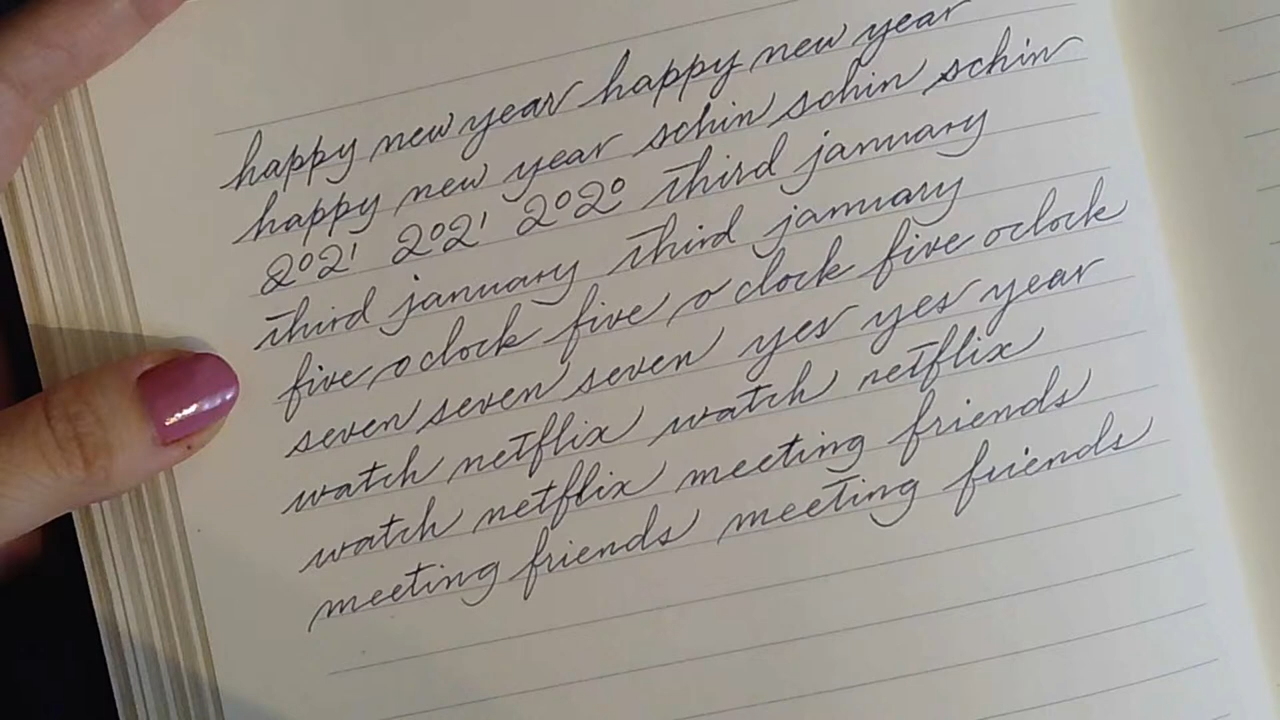 happy new year happy new year
happy new year schin schin schin
2021 2021 2020 third january
third january third january
five oclock five o clock five oclock
seven seven seven yes yes year
watch netflix watch netflix
watch netflix meeting friends
meeting friends meeting friends